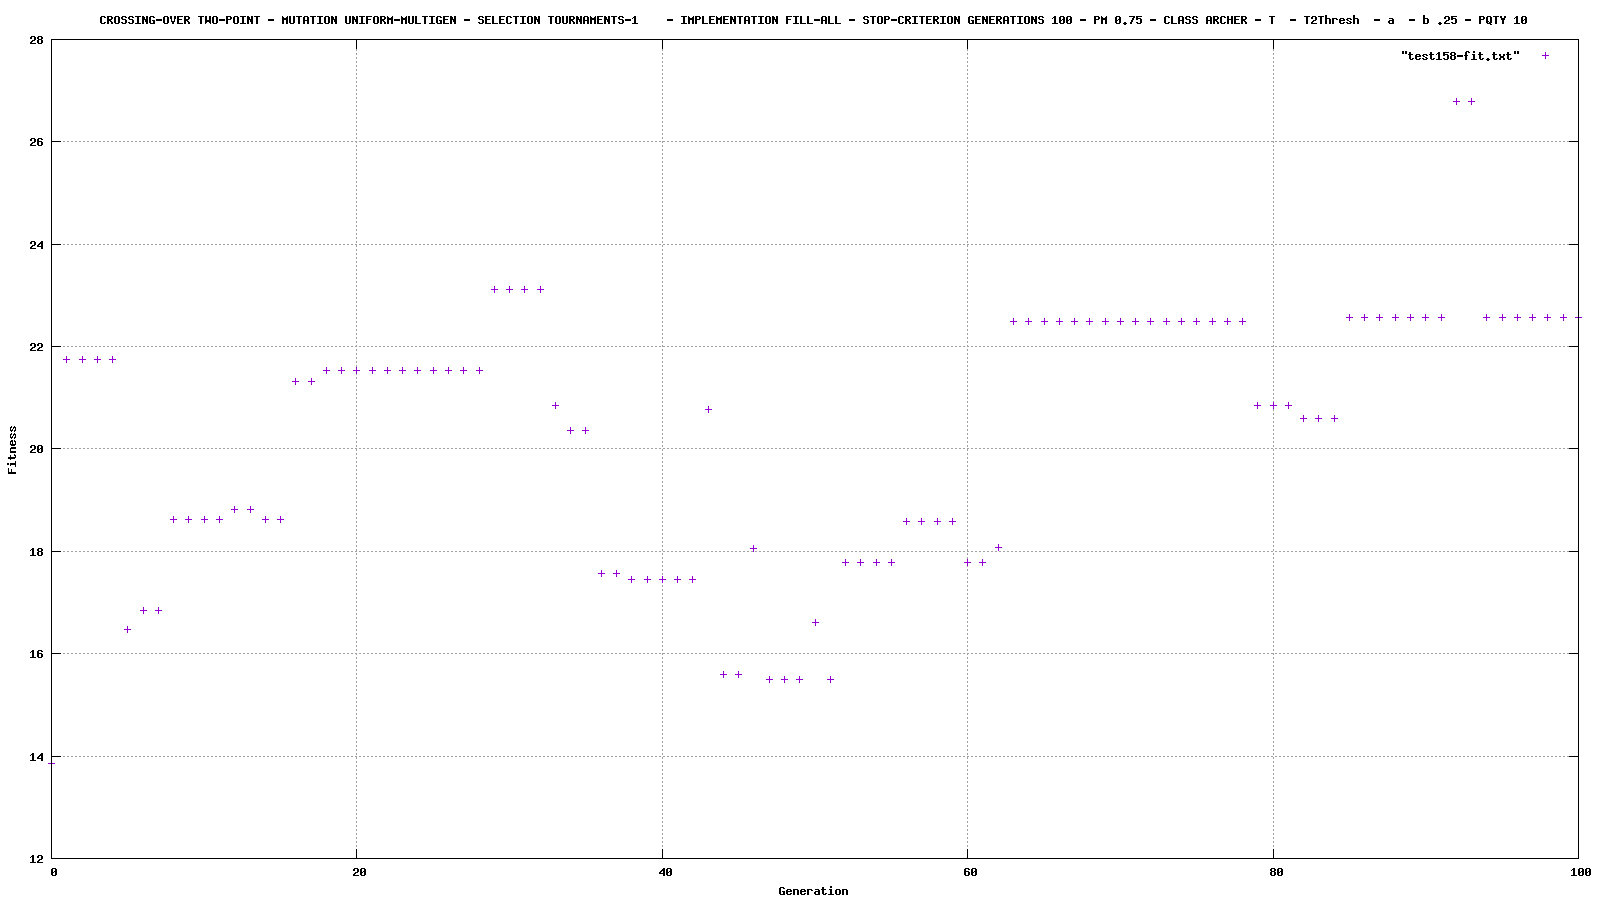 CROSSING-OVER TWO-POINT - MUTATION UNIFORM-MULTIGEN - SELECTION TOURNAMENTS-1    - IMPLEMENTATION FILL-ALL - STOP-CRITERION GENERATIONS 100 - PM 0.75 - CLASS ARCHER - T  - T2Thresh  - a  - b .25 - PQTY 10
"test158-fit.txt"
28
26
24
22
20
18
16
14
12
Fitness
0 20 40 60 80 100
Generation